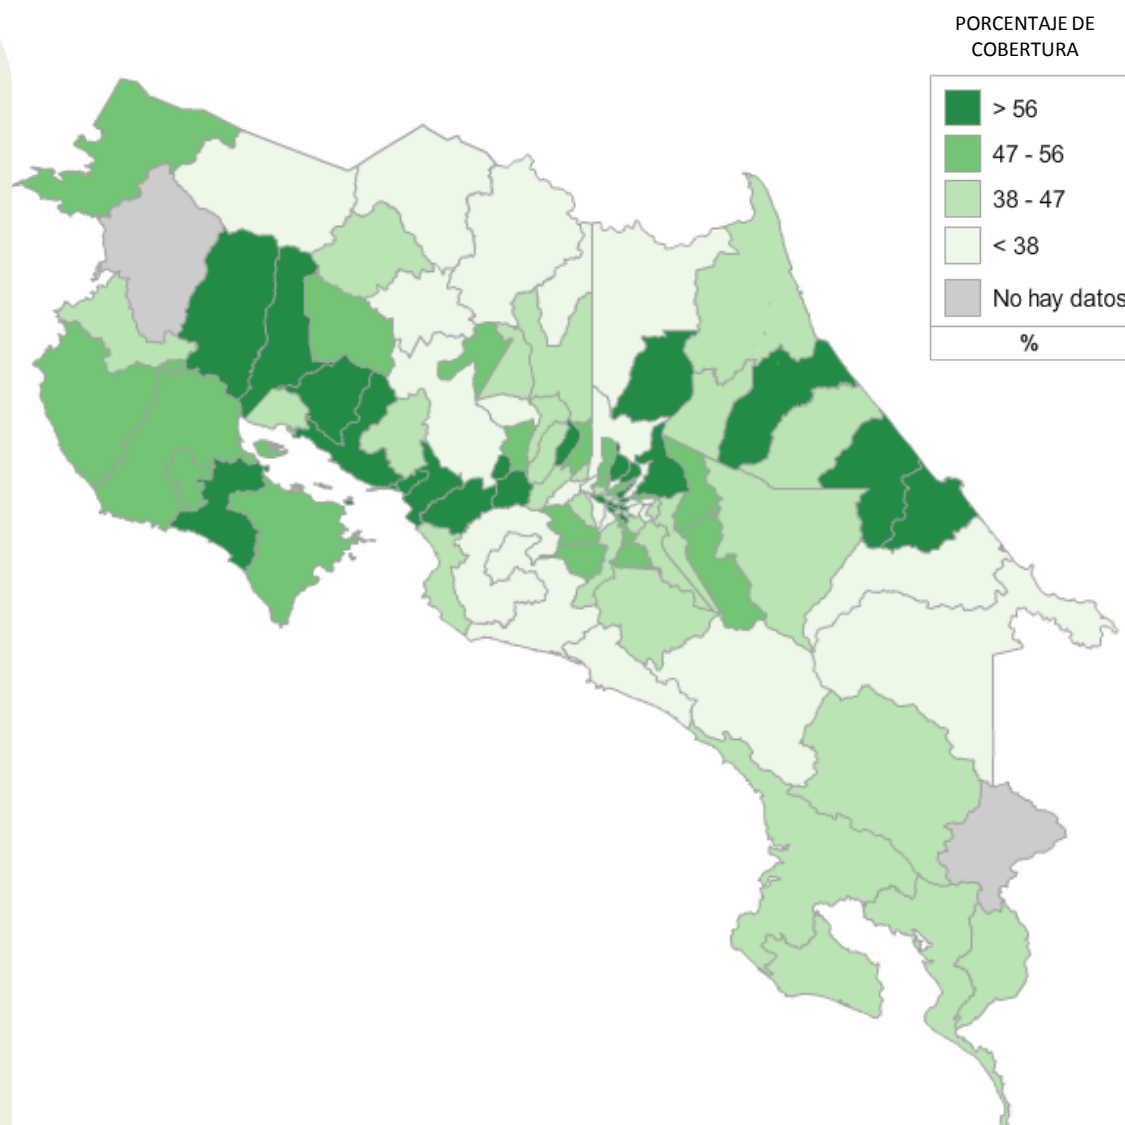 PORCENTAJE DE
COBERTURA
> 56
47 - 56
38 - 47
< 38
No hay datos
%